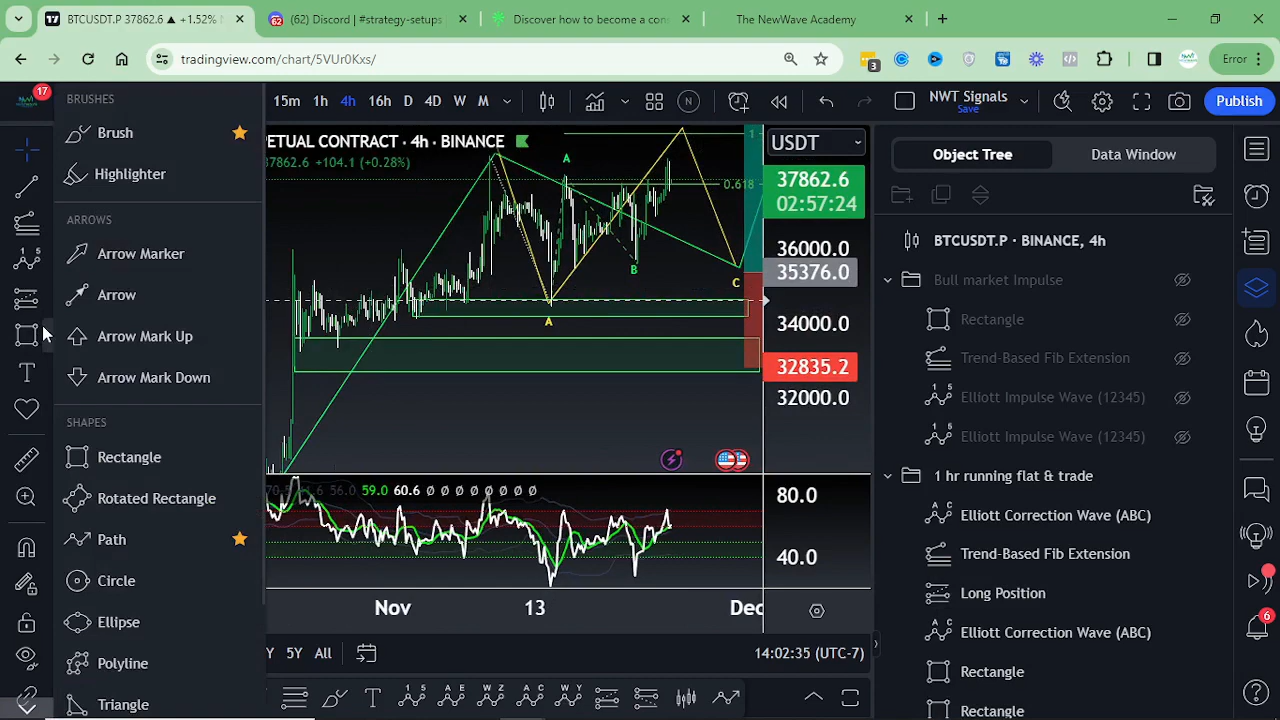 BTCUSDT.P 37862.6 ▲ +1.52% N
(62) Discord | #strategy-setups
Discover how to become a cons
The NewWave Academy
tradingview.com/chart/5VUr0Kxs/
3
Error
17
BRUSHES
Brush
Highlighter
ARROWS
Arrow Marker
Arrow
Arrow Mark Up
Arrow Mark Down
SHAPES
Rectangle
Rotated Rectangle
Path
Circle
Ellipse
Polyline
Triangle
15m 1h 4h 16h D 4D W M
N
NWT Signals
Save
Publish
ETUAL CONTRACT · 4h · BINANCE
37862.6 +104.1 (+0.28%)
USDT
A
1
0.618
B
C
A
37862.6
02:57:24
36000.0
35376.0
34000.0
32835.2
32000.0
56.0 59.0 60.6 Ø Ø Ø Ø Ø Ø Ø Ø
80.0
40.0
Nov 13 Dec
Y 5Y All
14:02:35 (UTC-7)
Object Tree Data Window
BTCUSDT.P · BINANCE, 4h
Bull market Impulse
Rectangle
Trend-Based Fib Extension
Elliott Impulse Wave (12345)
Elliott Impulse Wave (12345)
1 hr running flat & trade
Elliott Correction Wave (ABC)
Trend-Based Fib Extension
Long Position
Elliott Correction Wave (ABC)
Rectangle
Rectangle
6